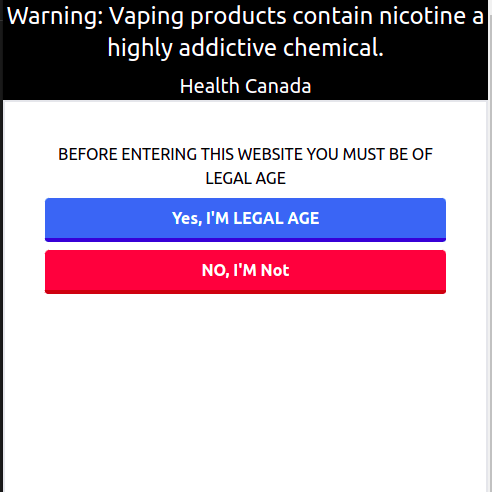 Warning: Vaping products contain nicotine a
highly addictive chemical.
Health Canada
BEFORE ENTERING THIS WEBSITE YOU MUST BE OF
LEGAL AGE
Yes, I'M LEGAL AGE
NO, I'M Not